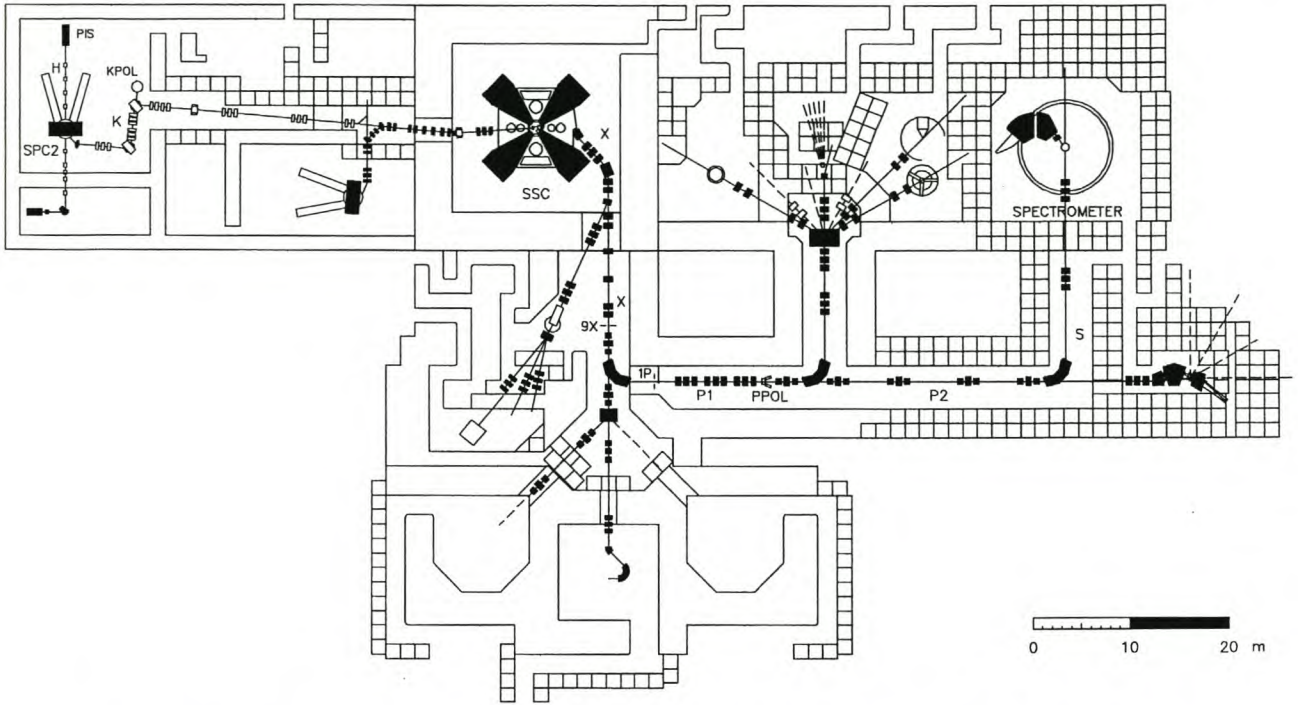 PIS
H
KPOL
K
SPC2
X
SSC
SPECTROMETER
X
9X
S
1P
P1
PPOL
P2
0 10 20 m